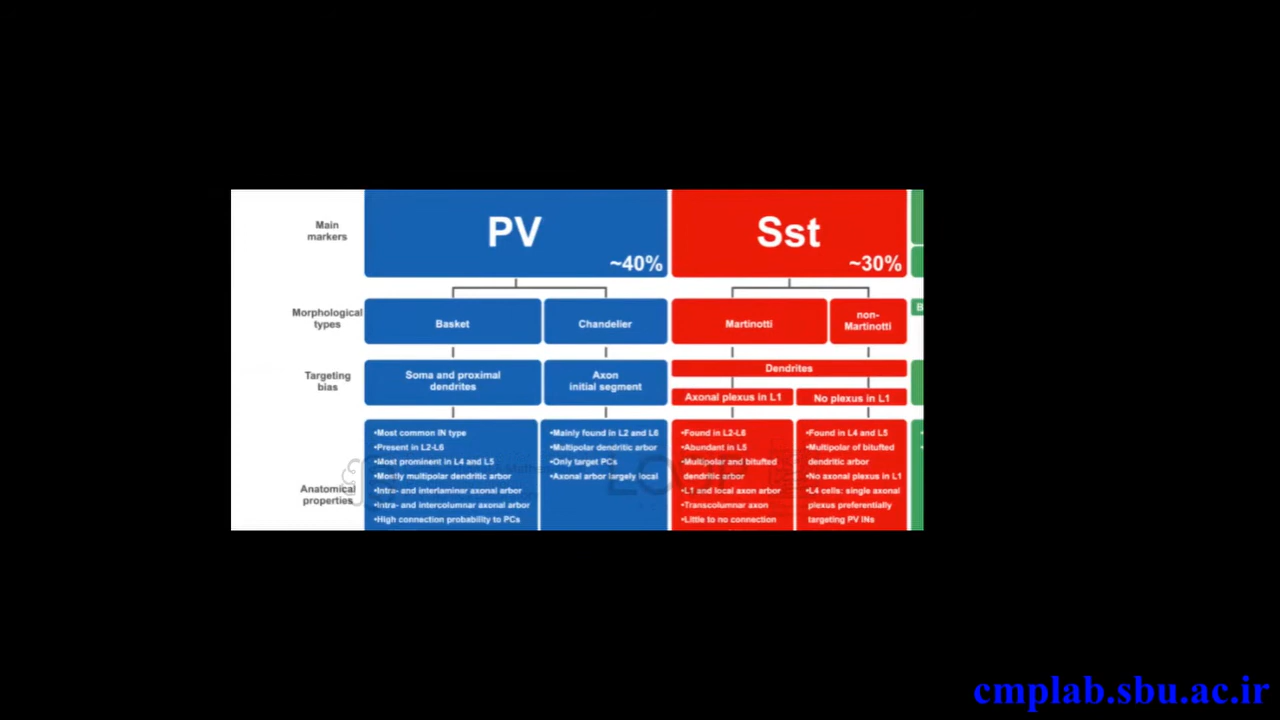 Main
markers
PV
~40%
Sst
~30%
Morphological
types
Basket
Chandelier
Martinotti
non-
Martinotti
B
Targeting
bias
Soma and proximal
dendrites
Axon
initial segment
Dendrites
Axonal plexus in L1
No plexus in L1
Anatomical
properties
•Most common IN type
•Present in L2-L6
•Most prominent in L4 and L5
•Mostly multipolar dendritic arbor
•Intra- and interlaminar axonal arbor
•Intra- and intercolumnar axonal arbor
•High connection probability to PCs
•Mainly found in L2 and L6
•Multipolar dendritic arbor
•Only target PCs
•Axonal arbor largely local
•Found in L2-L6
•Abundant in L5
•Multipolar and bitufted
dendritic arbor
•L1 and local axon arbor
•Transcolumnar axon
•Little to no connection
•Found in L4 and L5
•Multipolar of bitufted
dendritic arbor
•No axonal plexus in L1
•L4 cells: single axonal
plexus preferentially
targeting PV INs
cmplab.sbu.ac.ir